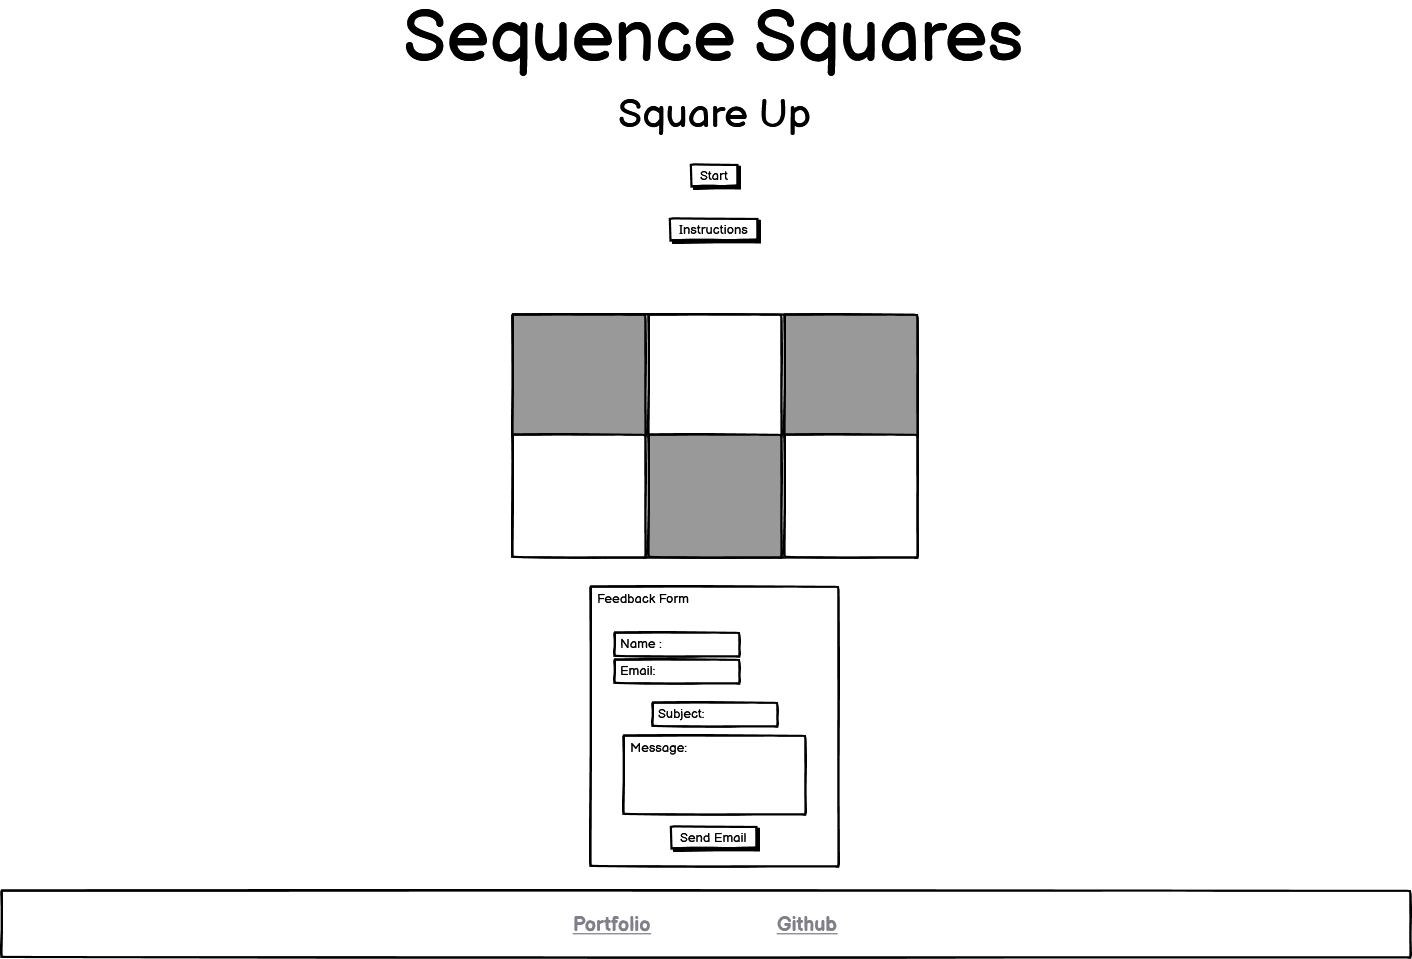 Sequence Squares
Square Up
Start
Instructions
Feedback Form
Name :
Email:
Subject:
Message:
Send Email
Portfolio Github